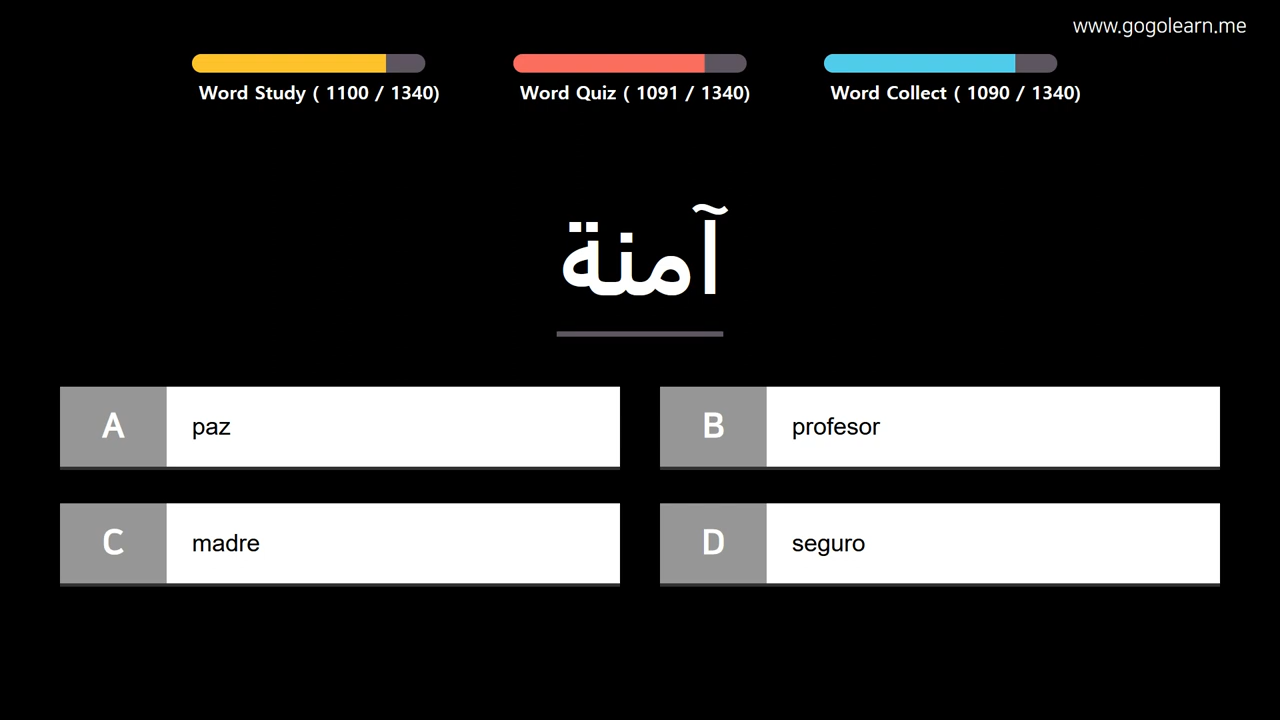 www.gogolearn.me
Word Study ( 1100 / 1340)
Word Quiz ( 1091 / 1340)
Word Collect ( 1090 / 1340)
آمنة
A paz
B profesor
C madre
D seguro